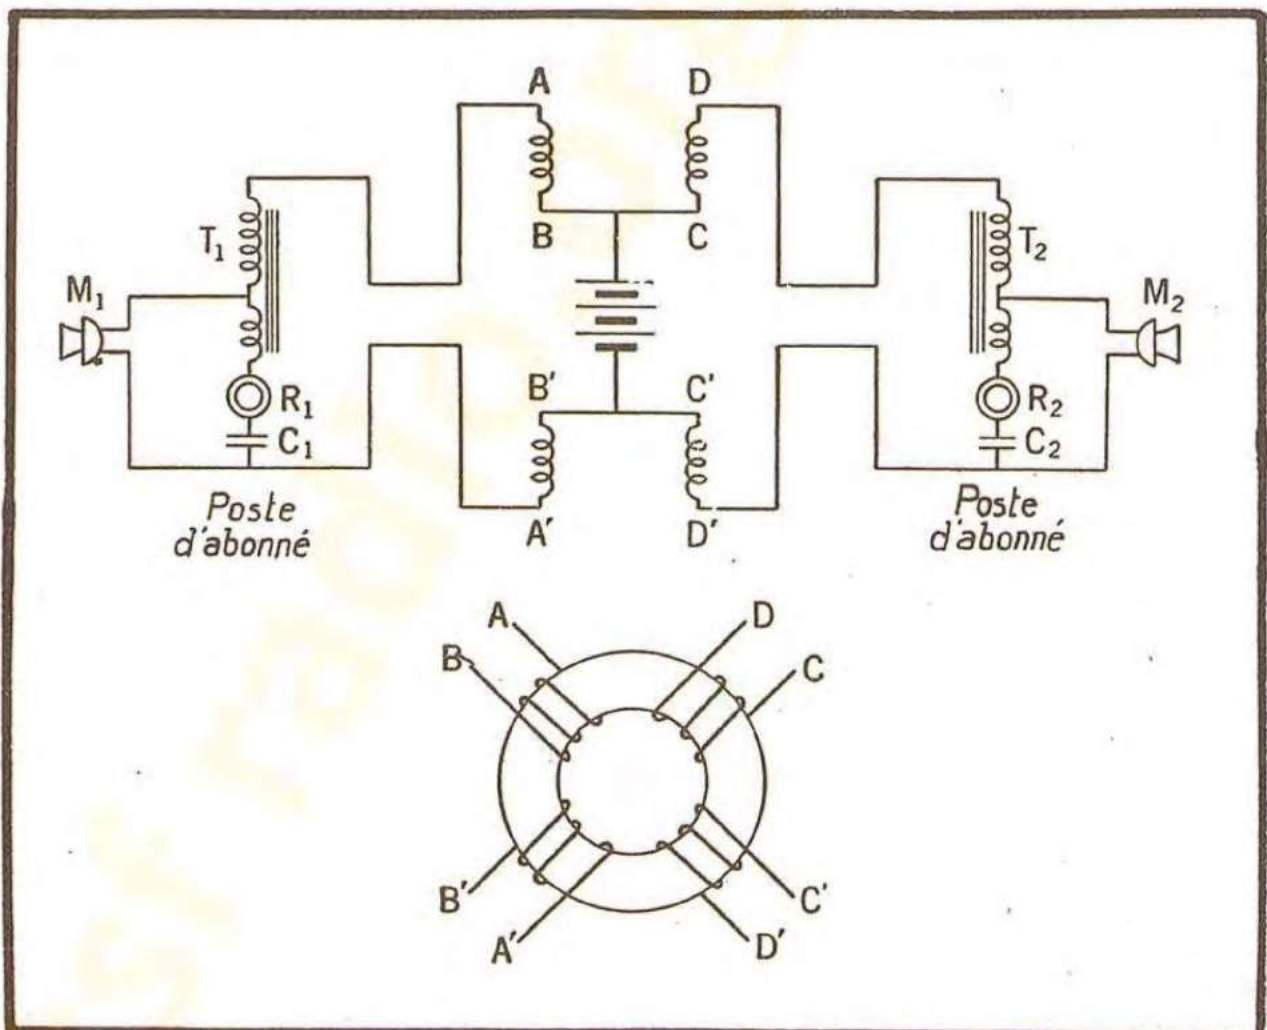 A D
T₁ B C T₂
M₁ M₂
B' C'
R₁ R₂
C₁ C₂
Poste
d'abonné
A' D'
Poste
d'abonné
A D
B C
B' C'
A' D'